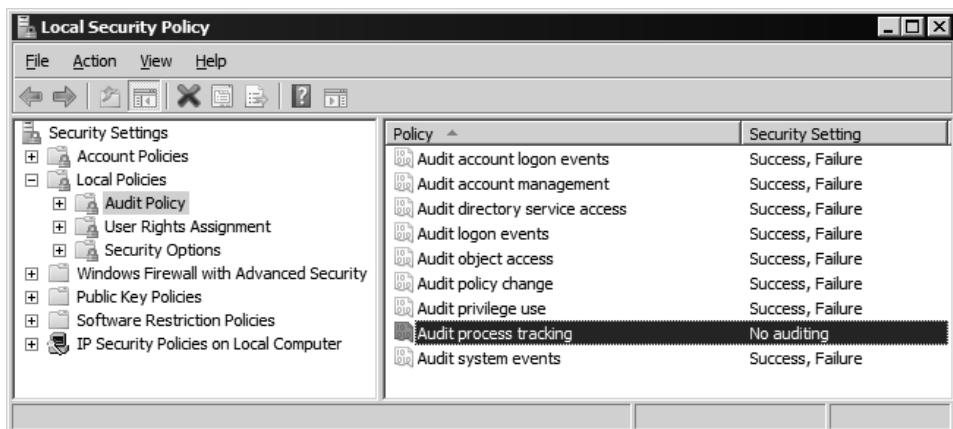 Local Security Policy
File Action View Help
Security Settings
Account Policies
Local Policies
Audit Policy
User Rights Assignment
Security Options
Windows Firewall with Advanced Security
Public Key Policies
Software Restriction Policies
IP Security Policies on Local Computer
Policy Security Setting
Audit account logon events Success, Failure
Audit account management Success, Failure
Audit directory service access Success, Failure
Audit logon events Success, Failure
Audit object access Success, Failure
Audit policy change Success, Failure
Audit privilege use Success, Failure
Audit process tracking No auditing
Audit system events Success, Failure